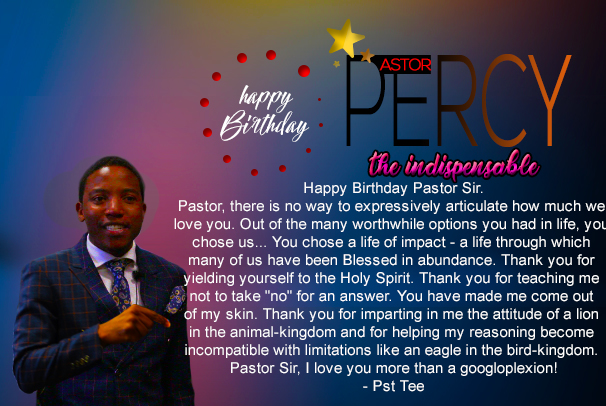 happy
Birthday
PASTOR
PERCY
the indispensable
Happy Birthday Pastor Sir.
Pastor, there is no way to expressively articulate how much we
love you. Out of the many worthwhile options you had in life, you
chose us... You chose a life of impact - a life through which
many of us have been Blessed in abundance. Thank you for
yielding yourself to the Holy Spirit. Thank you for teaching me
not to take "no" for an answer. You have made me come out
of my skin. Thank you for imparting in me the attitude of a lion
in the animal-kingdom and for helping my reasoning become
incompatible with limitations like an eagle in the bird-kingdom.
Pastor Sir, I love you more than a googloplexion!
- Pst Tee